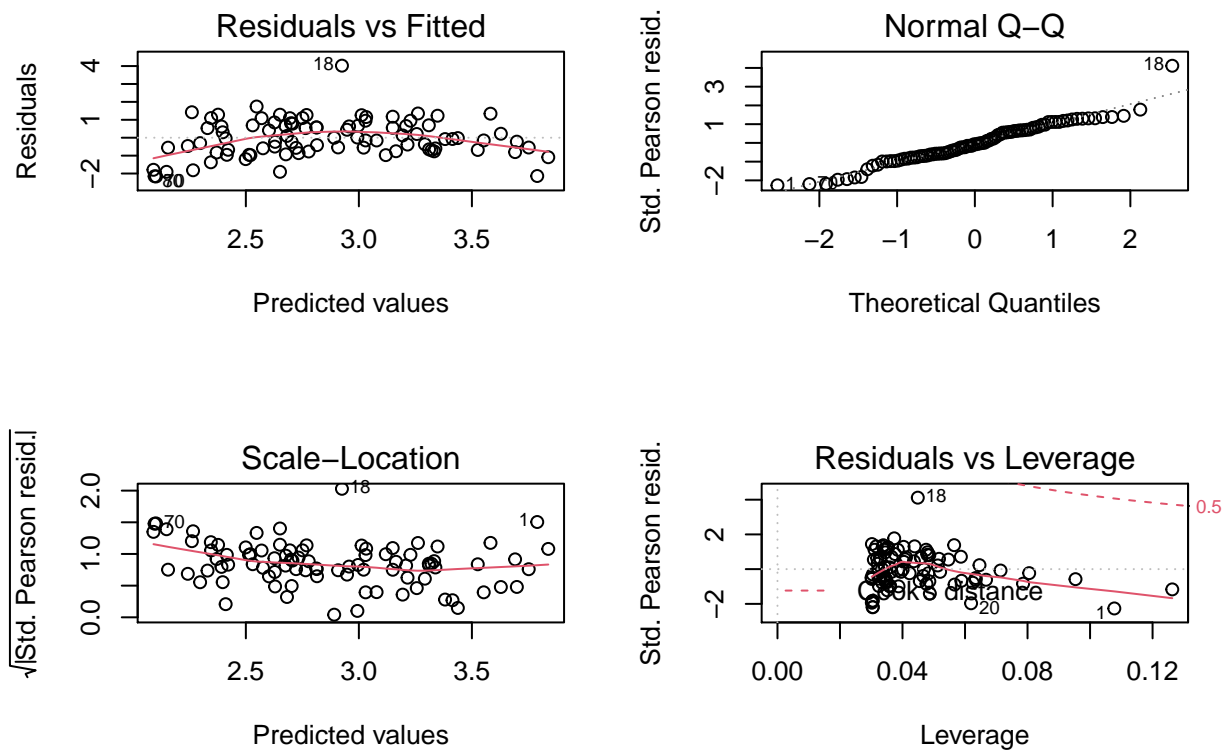 Residuals vs Fitted
Residuals
4
1
−2
18
70
2.5
3.0
3.5
Predicted values
Normal Q−Q
Std. Pearson resid.
3
1
−2
18
1
−2
−1
0
1
2
Theoretical Quantiles
Scale−Location
√|Std. Pearson resid.|
2.0
1.0
0.0
18
70
1
2.5
3.0
3.5
Predicted values
Residuals vs Leverage
Std. Pearson resid.
2
0
−2
18
0.5
distance
20
1
0.00
0.04
0.08
0.12
Leverage